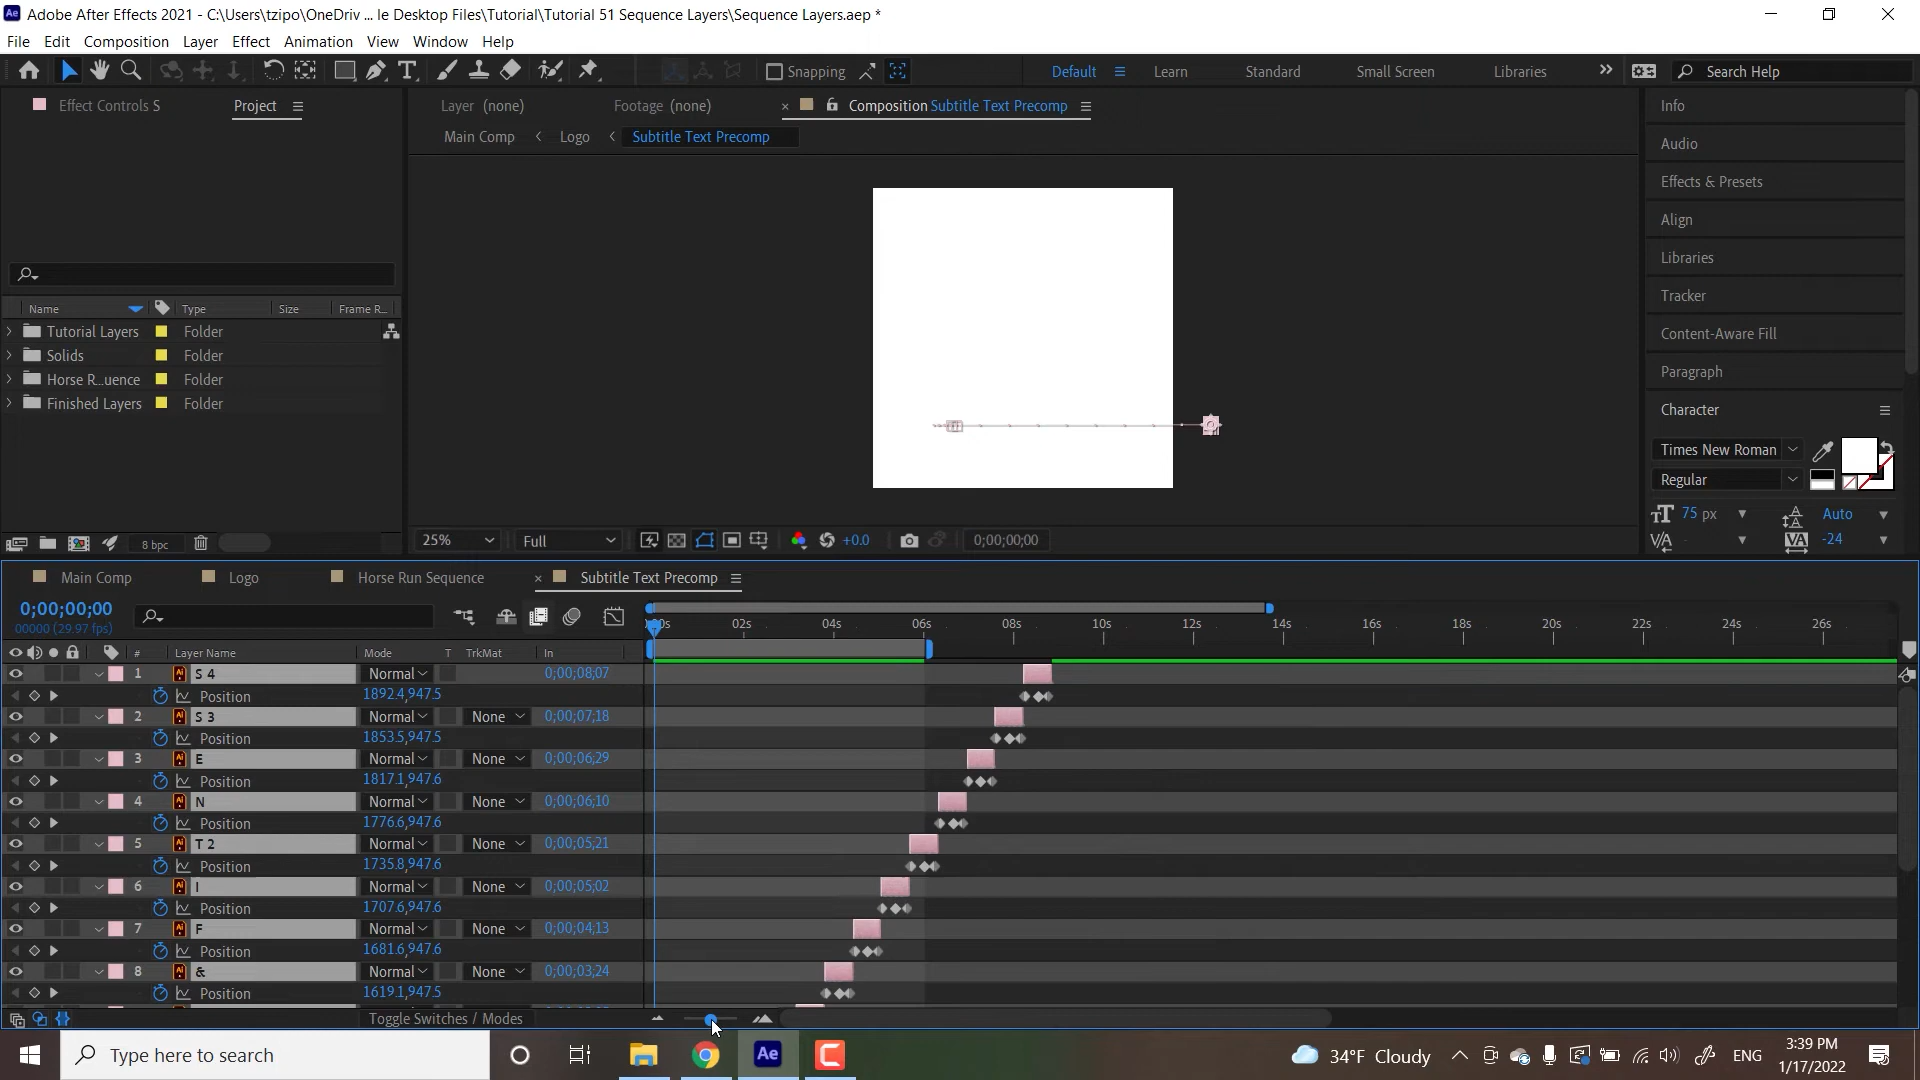 Adobe After Effects 2021 - C:\Users\tzipo\OneDriv ... le Desktop Files\Tutorial\Tutorial 51 Sequence Layers\Sequence Layers.aep *
File Edit Composition Layer Effect Animation View Window Help
Snapping Default Learn Standard Small Screen Libraries Search Help
Effect Controls S Project Layer (none) Footage (none) Composition Subtitle Text Precomp
Main Comp Logo Subtitle Text Precomp
Info
Audio
Effects & Presets
Align
Libraries
Tracker
Content-Aware Fill
Paragraph
Character
Times New Roman
Regular
75 px Auto
-24
Name Type Size Frame R...
Tutorial Layers Folder
Solids Folder
Horse R...uence Folder
Finished Layers Folder
8 bpc
25% Full +0.0 0;00;00;00
Main Comp Logo Horse Run Sequence Subtitle Text Precomp
0;00;00;00
00000 (29.97 fps)
02s 04s 06s 08s 10s 12s 14s 16s 18s 20s 22s 24s 26s
# Layer Name Mode T TrkMat In
1 S 4 Normal 0;00;08;07
Position 1892.4,947.5
2 S 3 Normal None 0;00;07;18
Position 1853.5,947.5
3 E Normal None 0;00;06;29
Position 1817.1,947.6
4 N Normal None 0;00;06;10
Position 1776.6,947.6
5 T 2 Normal None 0;00;05;21
Position 1735.8,947.6
6 I Normal None 0;00;05;02
Position 1707.6,947.6
7 F Normal None 0;00;04;13
Position 1681.6,947.6
8 & Normal None 0;00;03;24
Position 1619.1,947.5
Toggle Switches / Modes
Type here to search Ae 34°F Cloudy ENG
3:39 PM
1/17/2022